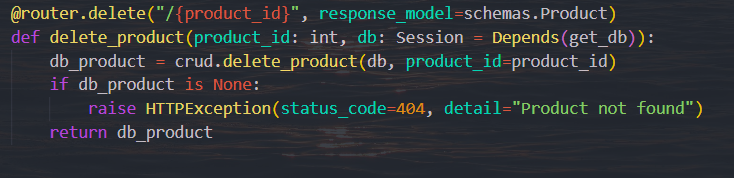 @router.delete("/{product_id}", response_model=schemas.Product)
def delete_product(product_id: int, db: Session = Depends(get_db)):
    db_product = crud.delete_product(db, product_id=product_id)
    if db_product is None:
        raise HTTPException(status_code=404, detail="Product not found")
    return db_product